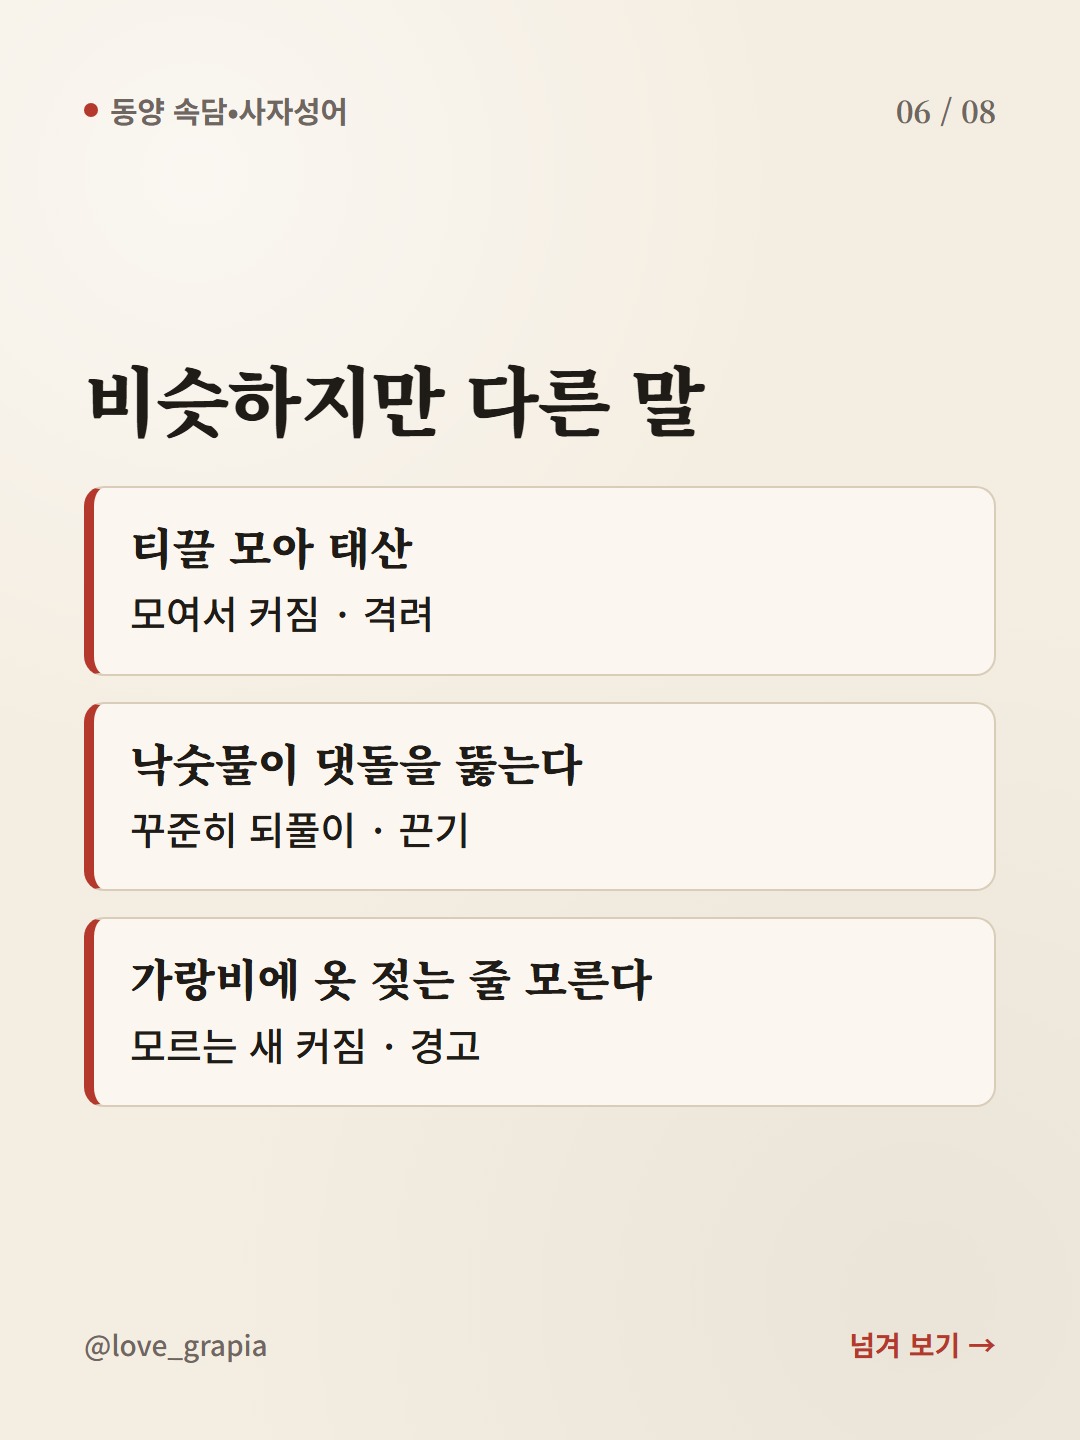 동양 속담•사자성어
06 / 08
비슷하지만 다른 말
티끌 모아 태산
모여서 커짐 · 격려
낙숫물이 댓돌을 뚫는다
꾸준히 되풀이 · 끈기
가랑비에 옷 젖는 줄 모른다
모르는 새 커짐 · 경고
@love_grapia
넘겨 보기 →